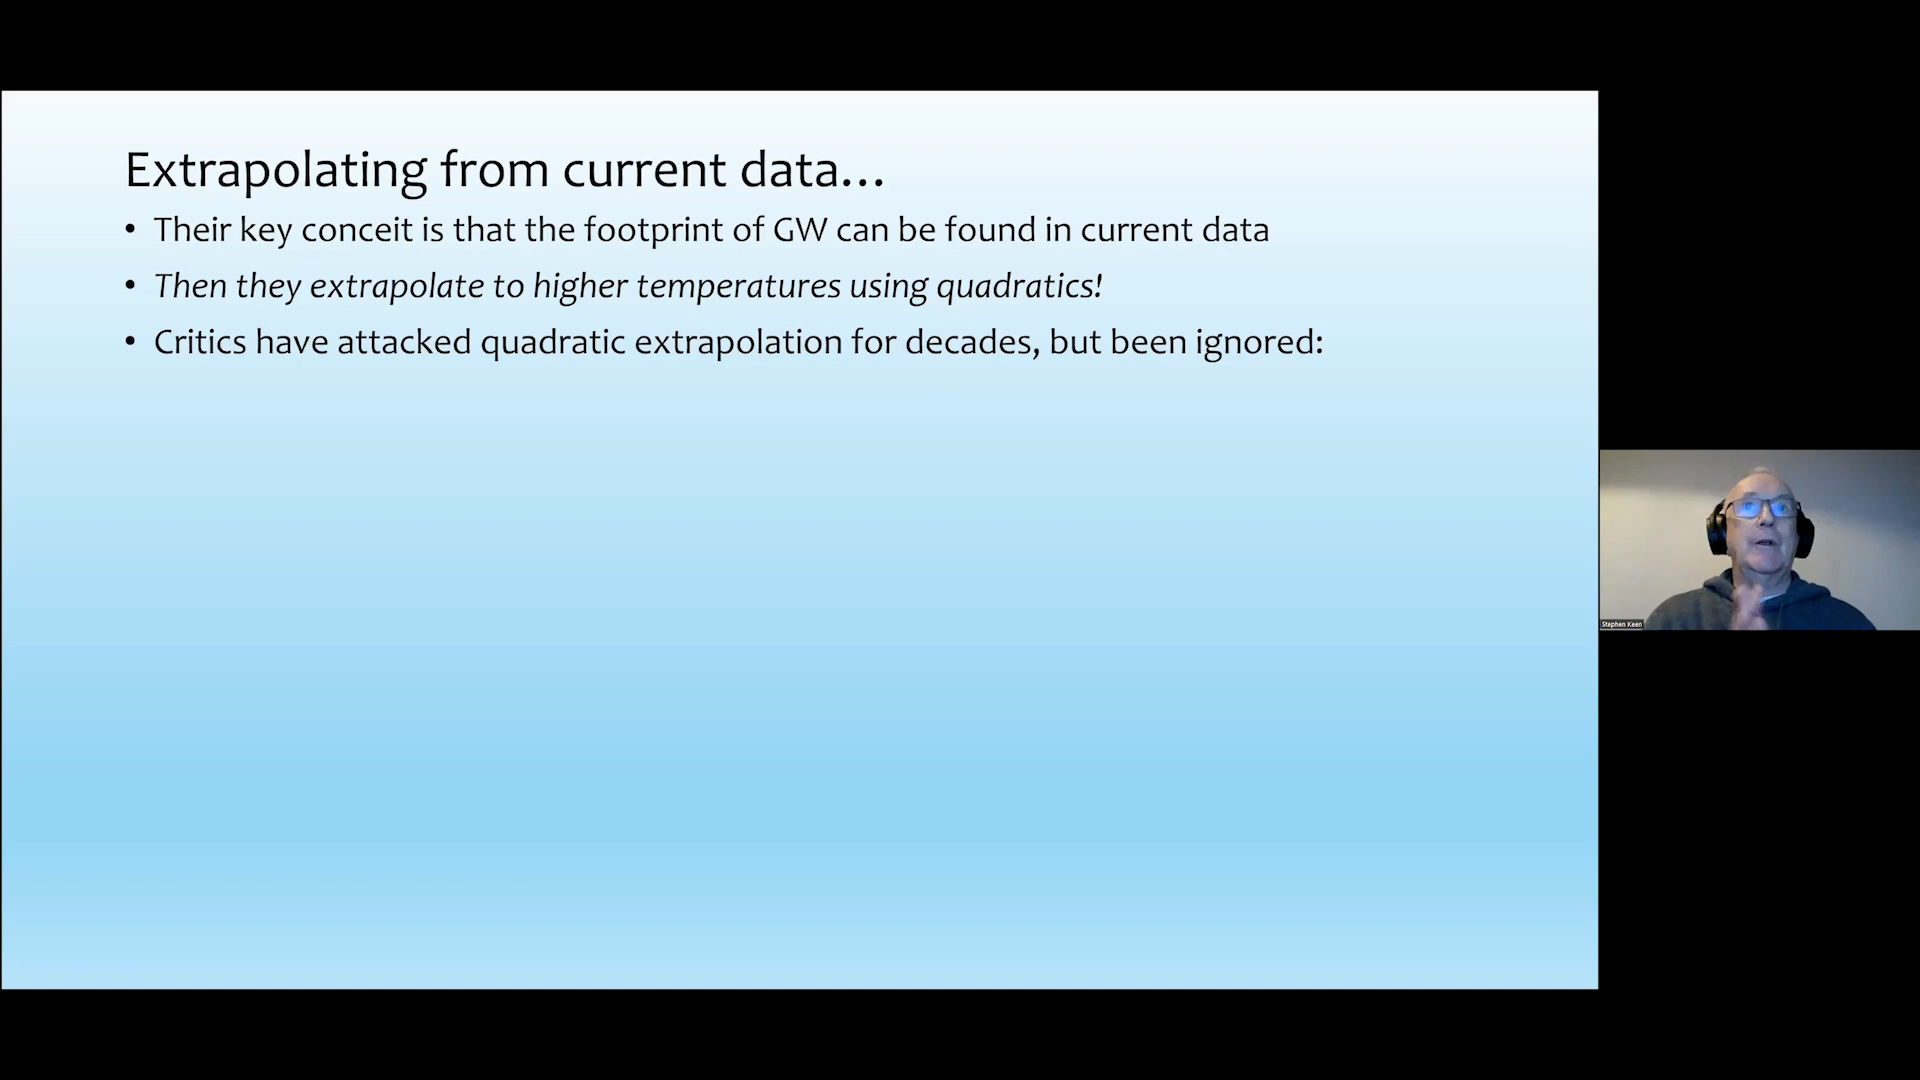 Extrapolating from current data…
• Their key conceit is that the footprint of GW can be found in current data
• Then they extrapolate to higher temperatures using quadratics!
• Critics have attacked quadratic extrapolation for decades, but been ignored:
Stephen Keen